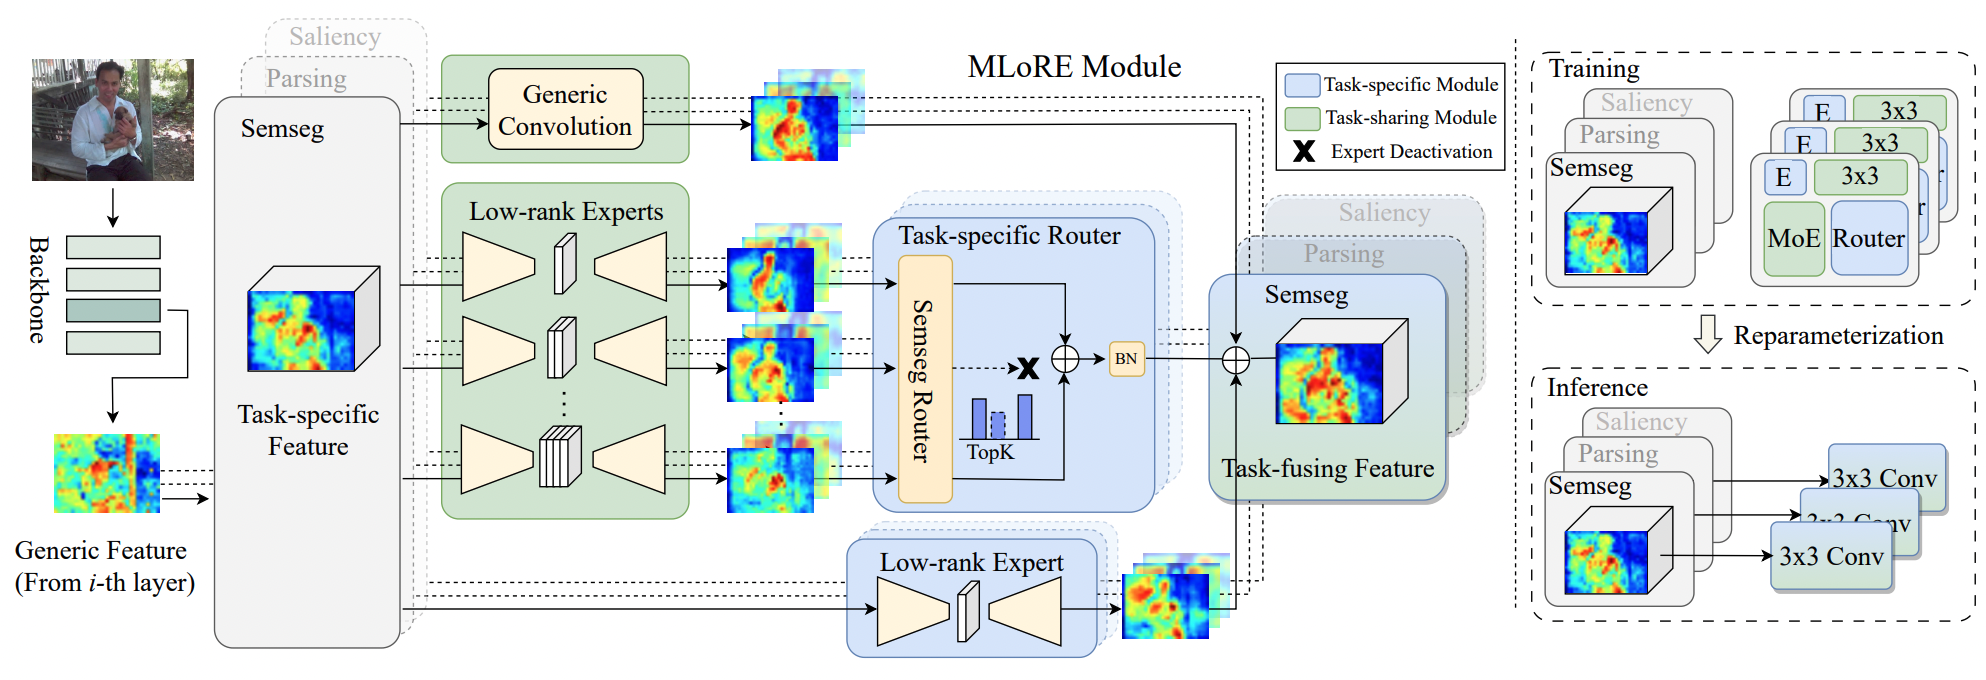 Saliency
Parsing
Semseg
Task-specific
Feature
Backbone
Generic Feature
(From i-th layer)
Generic
Convolution
MLoRE Module
Low-rank Experts
Task-specific Router
Semseg Router
TopK
BN
Low-rank Expert
Task-specific Module
Task-sharing Module
X Expert Deactivation
Saliency
Parsing
Semseg
Task-fusing Feature
Training
Saliency
Parsing
Semseg
E 3x3
E 3x3
E 3x3
MoE Router
Reparameterization
Inference
Saliency
Parsing
Semseg
3x3 Conv
3x3 Conv
3x3 Conv